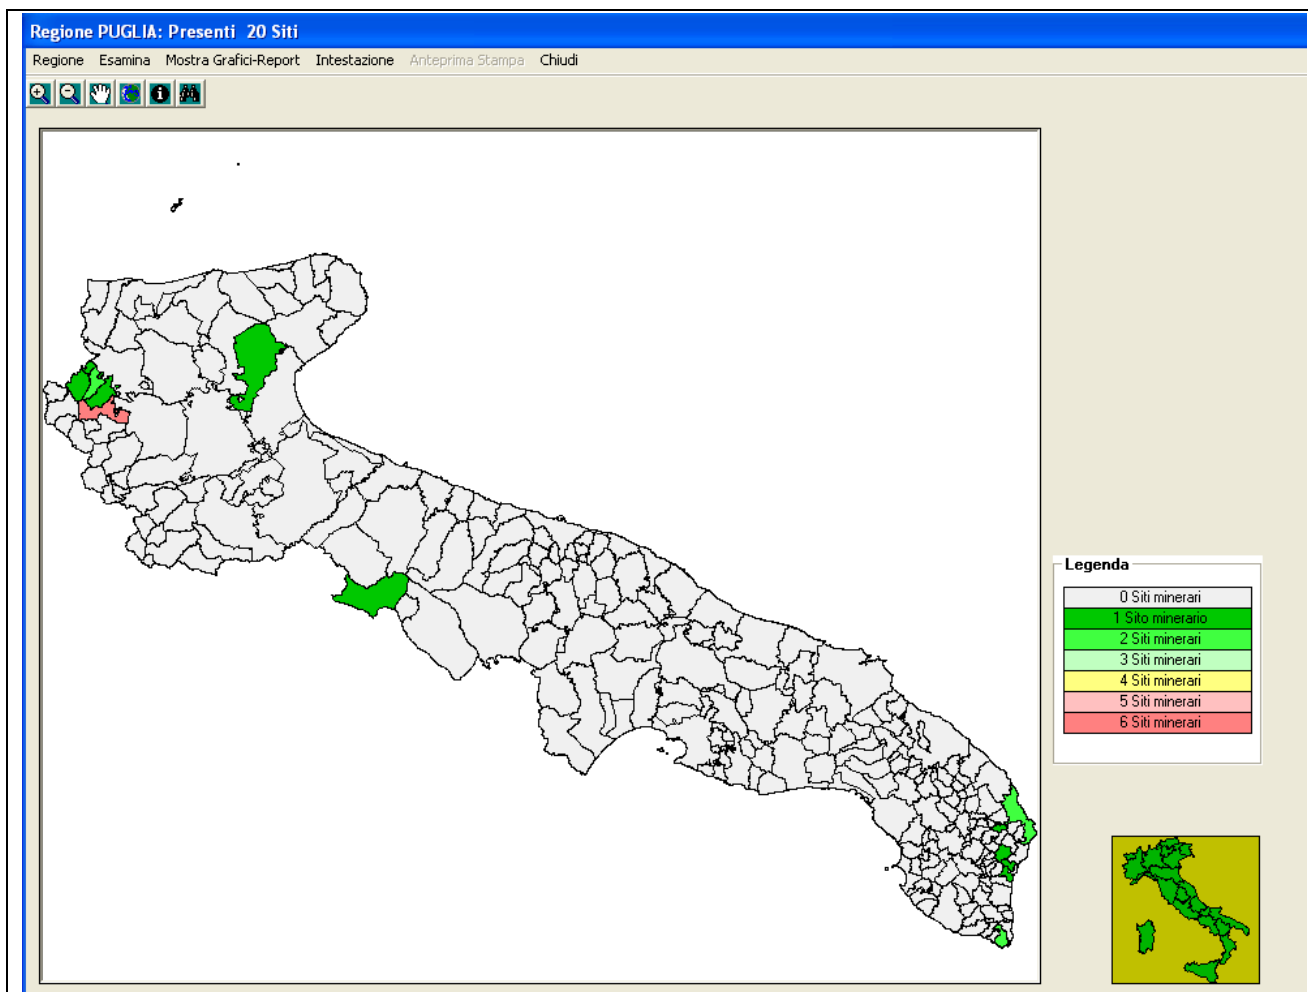 Regione PUGLIA: Presenti 20 Siti
Regione Esamina Mostra Grafici-Report Intestazione Anteprima Stampa Chiudi
Legenda
0 Siti minerari
1 Sito minerario
2 Siti minerari
3 Siti minerari
4 Siti minerari
5 Siti minerari
6 Siti minerari